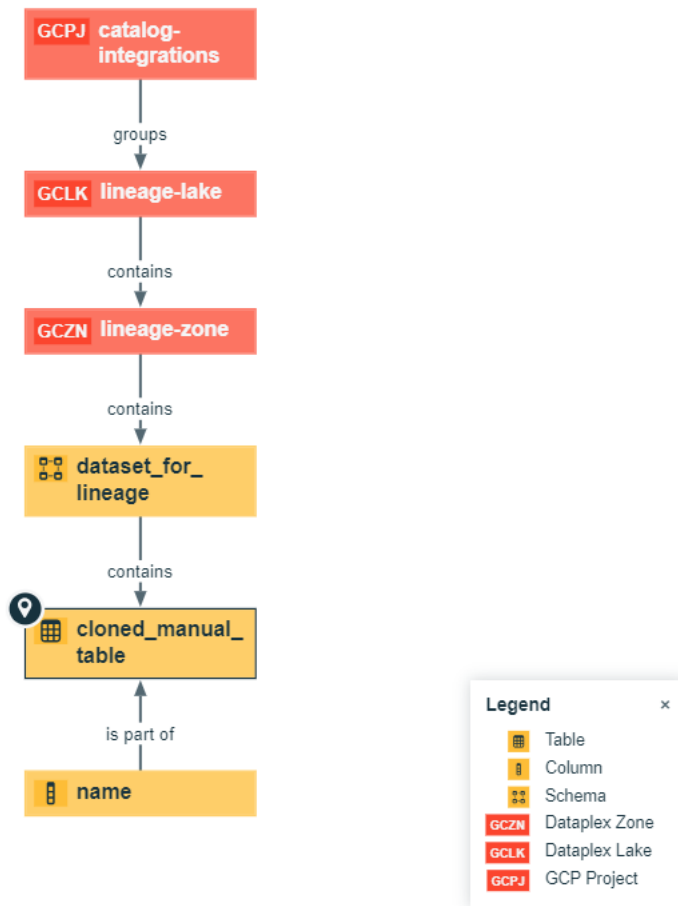 GCPJ catalog-
integrations
groups
GCLK lineage-lake
contains
GCZN lineage-zone
contains
dataset_for_
lineage
contains
cloned_manual_
table
is part of
name
Legend ×
Table
Column
Schema
GCZN Dataplex Zone
GCLK Dataplex Lake
GCPJ GCP Project